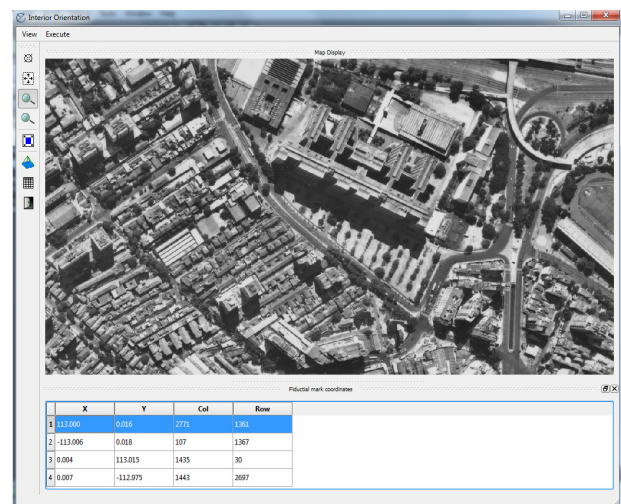 Interior Orientation
View Execute
Map Display
Fiductial mark coordinates
X Y Col Row
1 113.000 0.016 2771 1361
2 -113.006 0.018 107 1367
3 0.004 113.015 1435 30
4 0.007 -112.975 1443 2697